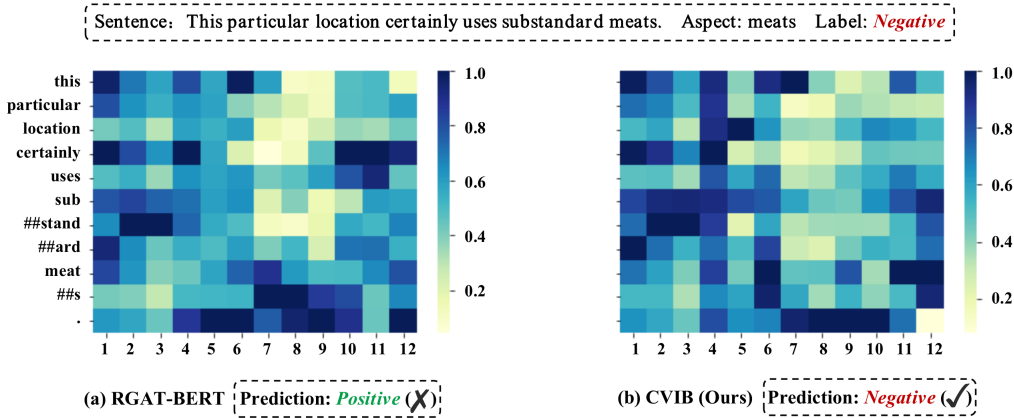 Sentence: This particular location certainly uses substandard meats. Aspect: meats Label: Negative
this
particular
location
certainly
uses
sub
##stand
##ard
meat
##s
.
1 2 3 4 5 6 7 8 9 10 11 12
1.0
0.8
0.6
0.4
0.2
1 2 3 4 5 6 7 8 9 10 11 12
1.0
0.8
0.6
0.4
0.2
(a) RGAT-BERT Prediction: Positive (✗)
(b) CVIB (Ours) Prediction: Negative (✓)